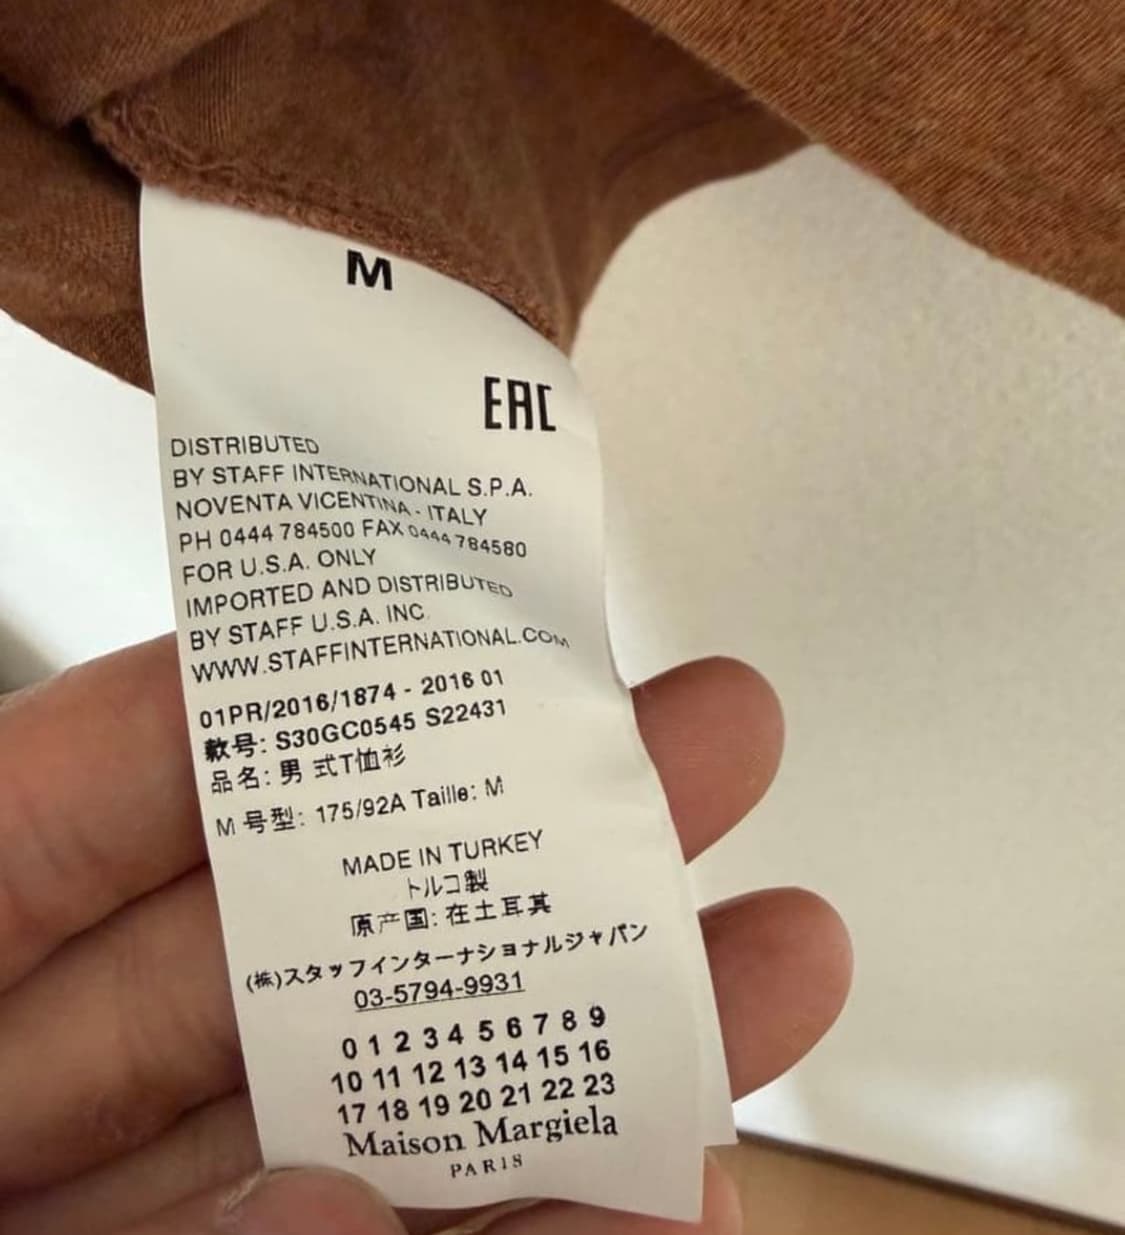 M
EAC
DISTRIBUTED
BY STAFF INTERNATIONAL S.P.A.
NOVENTA VICENTINA - ITALY
PH 0444 784500 FAX 0444 784580
FOR U.S.A. ONLY
IMPORTED AND DISTRIBUTED
BY STAFF U.S.A. INC
WWW.STAFFINTERNATIONAL.COM
01PR/2016/1874 - 2016 01
款号: S30GC0545 S22431
品名: 男 式T恤衫
M 号型: 175/92A Taille: M
MADE IN TURKEY
トルコ製
原产国: 在土耳其
(株)スタッフインターナショナルジャパン
03-5794-9931
0 1 2 3 4 5 6 7 8 9
10 11 12 13 14 15 16
17 18 19 20 21 22 23
Maison Margiela
PARIS